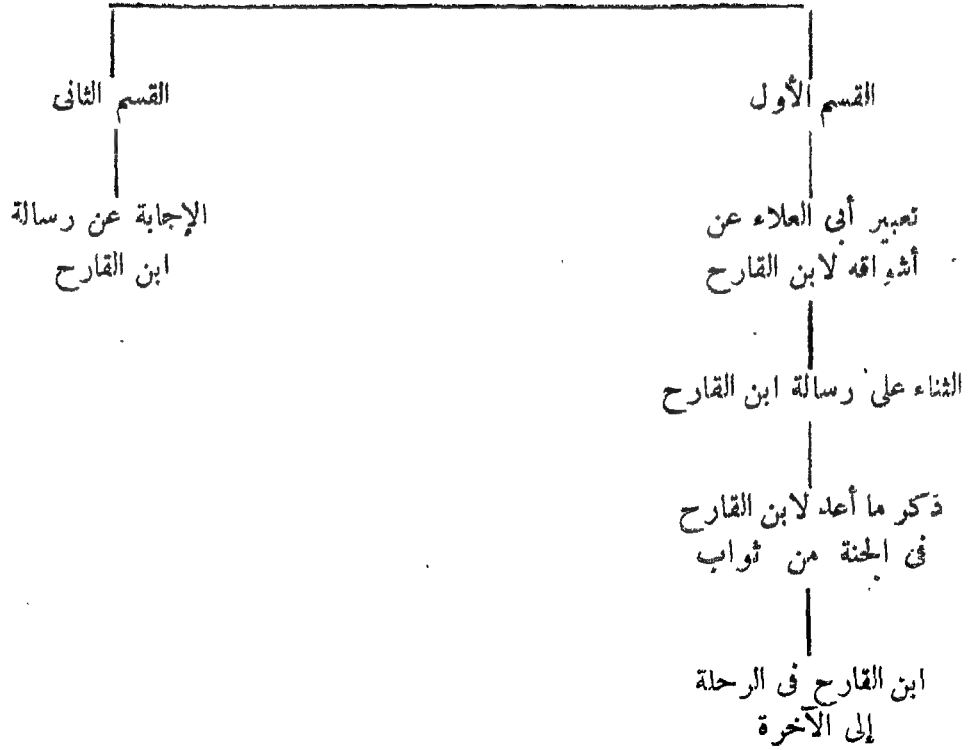 القسم الأول
القسم الثانى
تعبير أبى العلاء عن
أشواقه لابن القارح
الإجابة عن رسالة
ابن القارح
الثناء على رسالة ابن القارح
ذكر ما أعد لابن القارح
فى الجنة من ثواب
ابن القارح فى الرحلة
إلى الآخرة